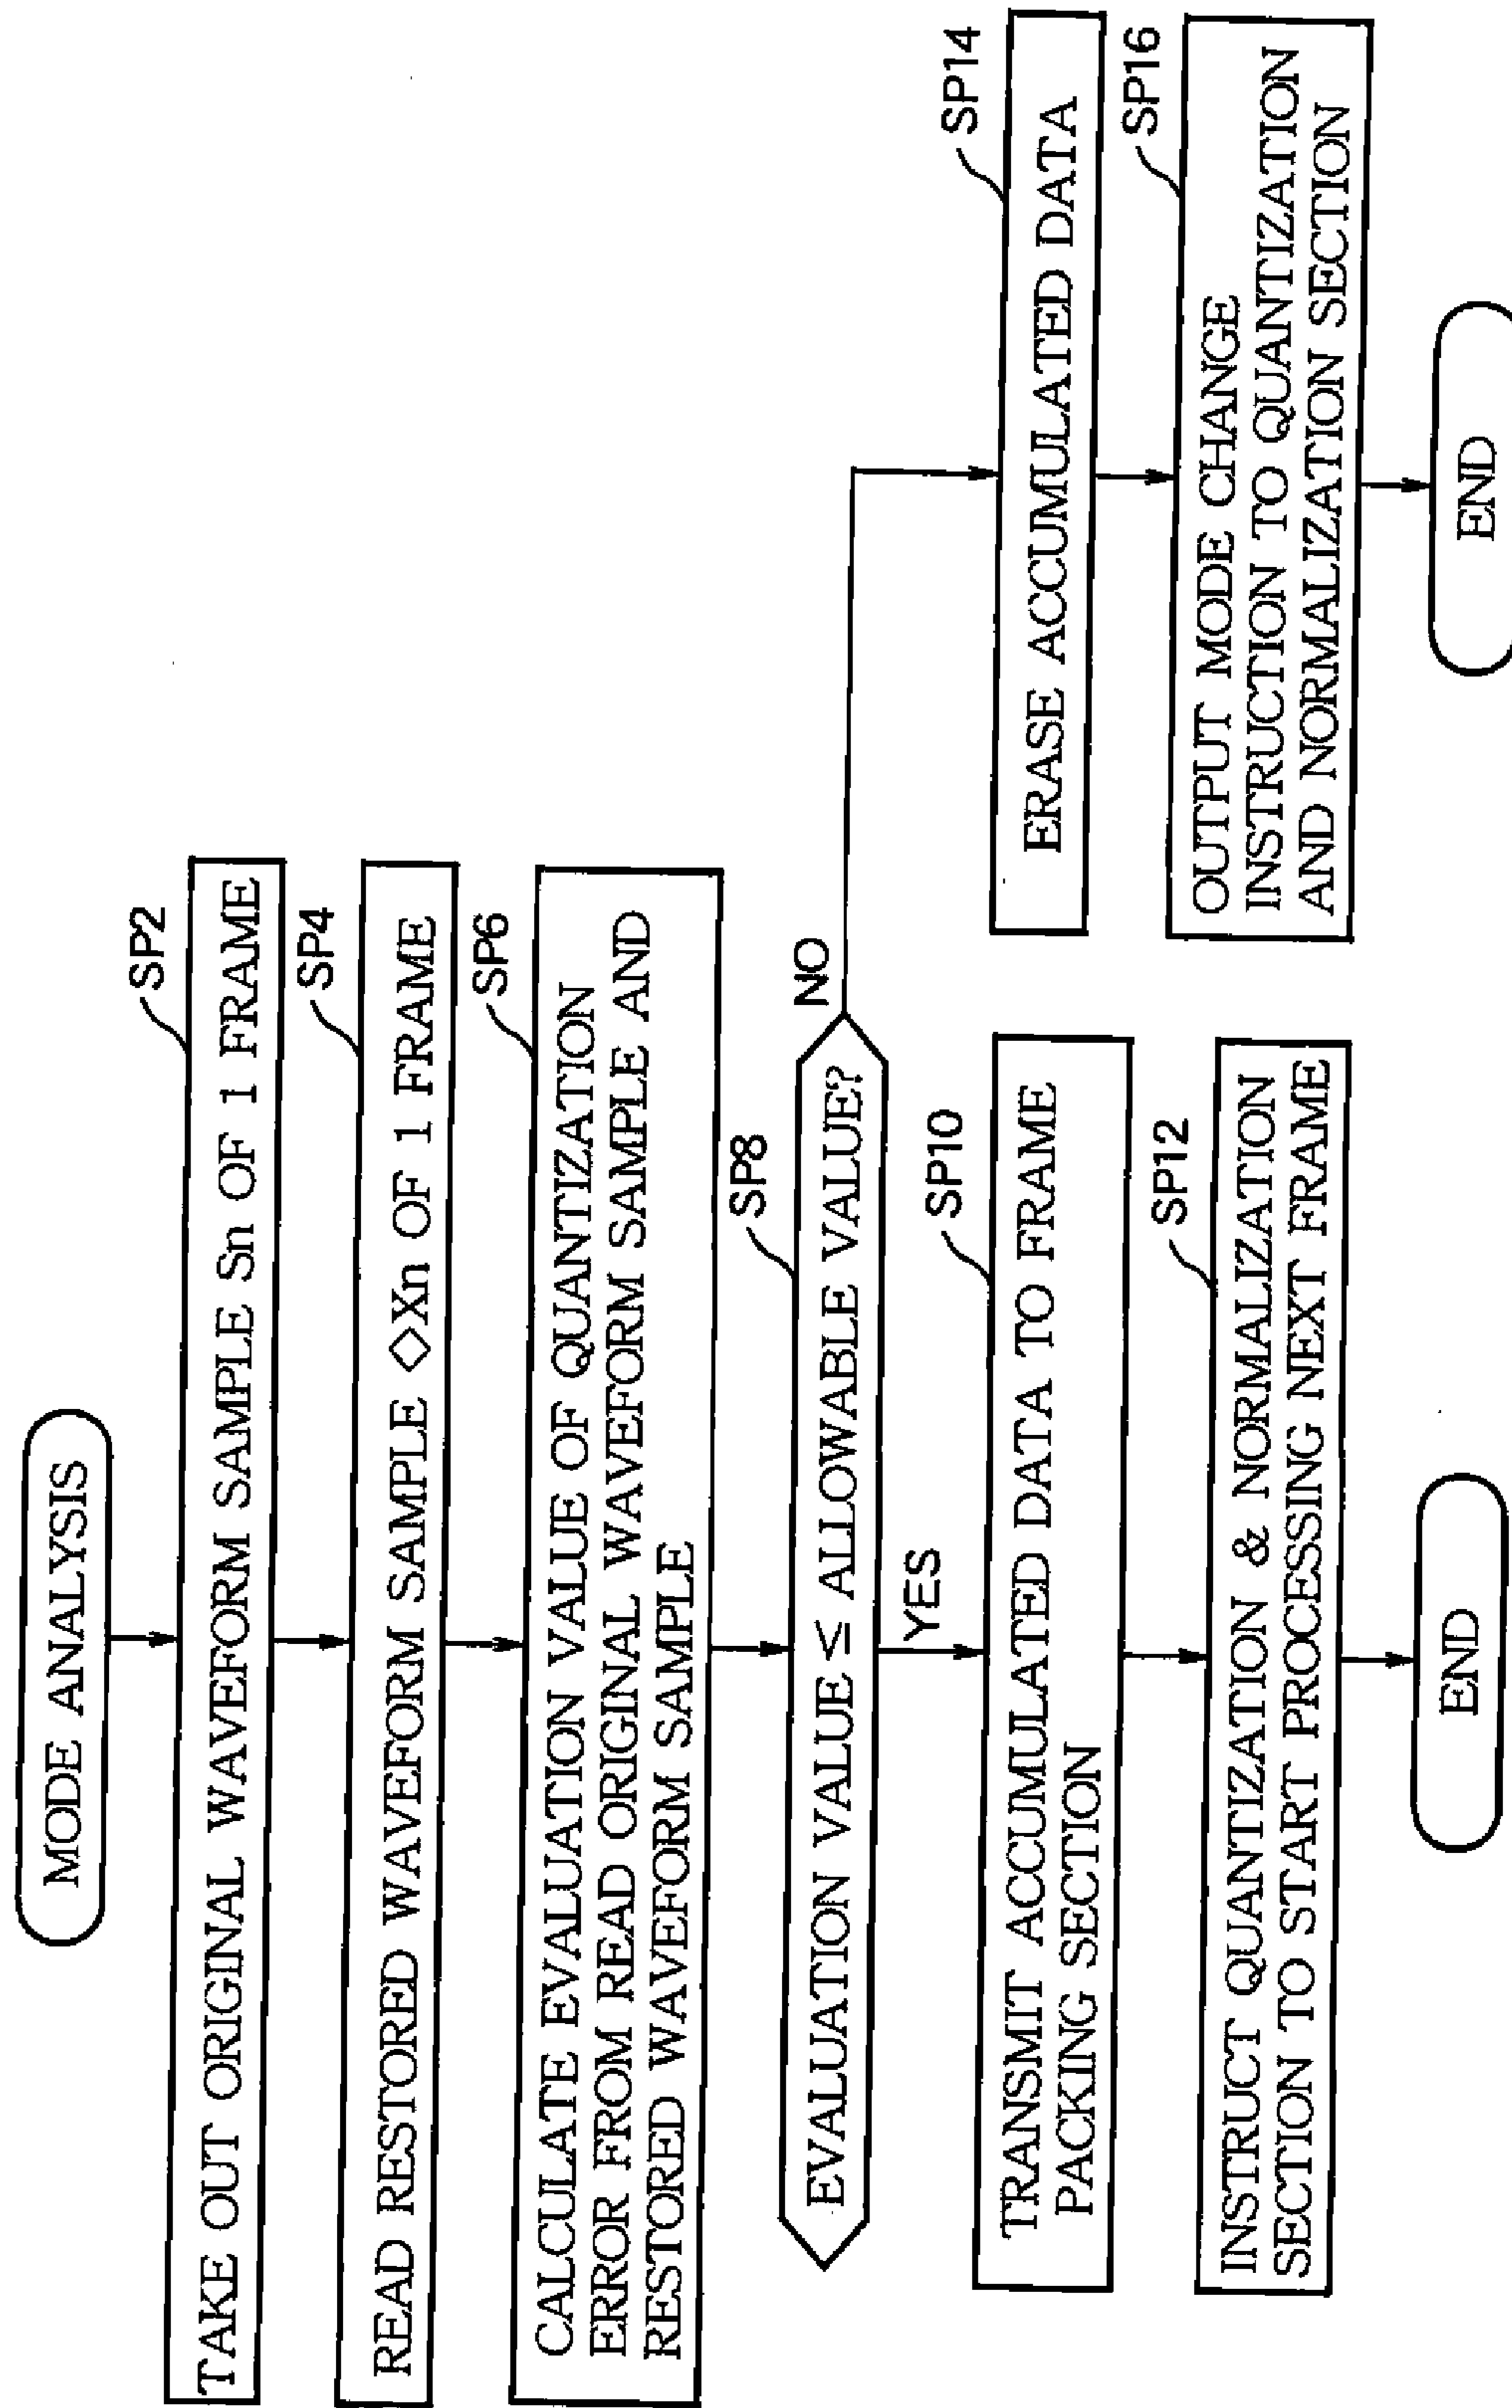 MODE ANALYSIS
SP2
TAKE OUT ORIGINAL WAVEFORM SAMPLE Sn OF 1 FRAME
SP4
READ RESTORED WAVEFORM SAMPLE ◇Xn OF 1 FRAME
SP6
CALCULATE EVALUATION VALUE OF QUANTIZATION
ERROR FROM READ ORIGINAL WAVEFORM SAMPLE AND
RESTORED WAVEFORM SAMPLE
SP8
EVALUATION VALUE ≤ ALLOWABLE VALUE?
NO
YES
SP10
TRANSMIT ACCUMULATED DATA TO FRAME
PACKING SECTION
SP12
INSTRUCT QUANTIZATION & NORMALIZATION
SECTION TO START PROCESSING NEXT FRAME
END
SP14
ERASE ACCUMULATED DATA
SP16
OUTPUT MODE CHANGE
INSTRUCTION TO QUANTIZATION
AND NORMALIZATION SECTION
END